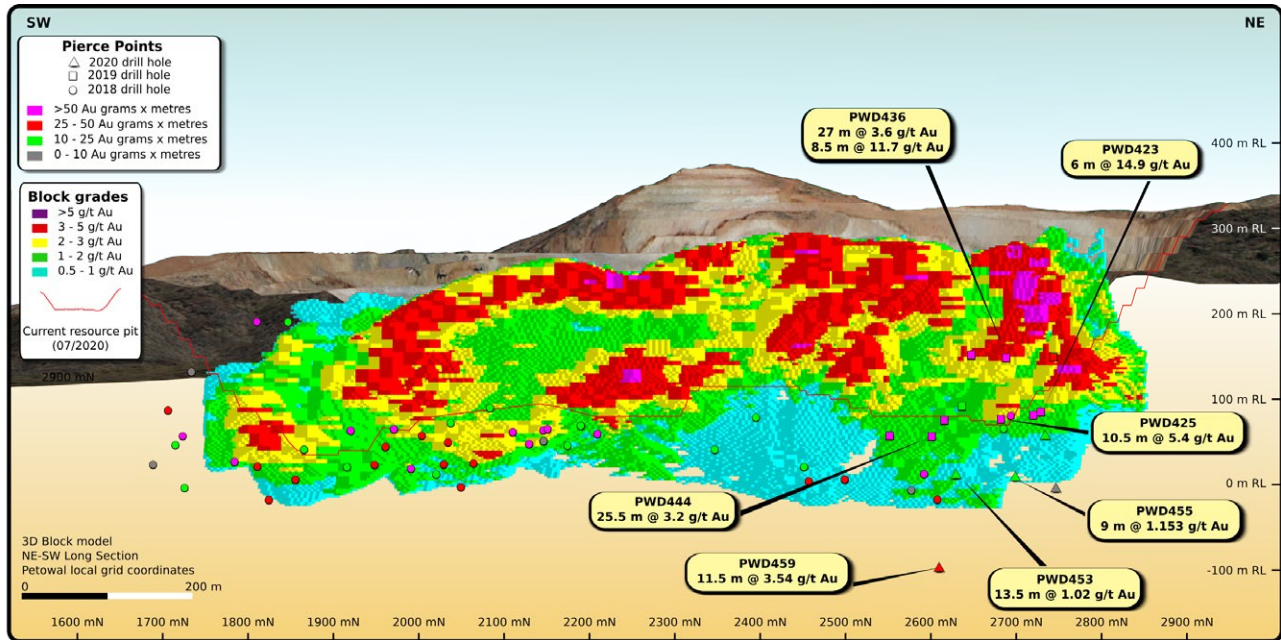 SW
NE
Pierce Points
2020 drill hole
2019 drill hole
2018 drill hole
>50 Au grams x metres
25 - 50 Au grams x metres
10 - 25 Au grams x metres
0 - 10 Au grams x metres
Block grades
>5 g/t Au
3 - 5 g/t Au
2 - 3 g/t Au
1 - 2 g/t Au
0.5 - 1 g/t Au
Current resource pit
(07/2020)
2900 mN
PWD436
27 m @ 3.6 g/t Au
8.5 m @ 11.7 g/t Au
PWD423
6 m @ 14.9 g/t Au
400 m RL
300 m RL
200 m RL
100 m RL
0 m RL
-100 m RL
PWD425
10.5 m @ 5.4 g/t Au
PWD444
25.5 m @ 3.2 g/t Au
PWD455
9 m @ 1.153 g/t Au
PWD459
11.5 m @ 3.54 g/t Au
PWD453
13.5 m @ 1.02 g/t Au
3D Block model
NE-SW Long Section
Petowal local grid coordinates
0 200 m
1600 mN 1700 mN 1800 mN 1900 mN 2000 mN 2100 mN 2200 mN 2300 mN 2400 mN 2500 mN 2600 mN 2700 mN 2800 mN 2900 mN